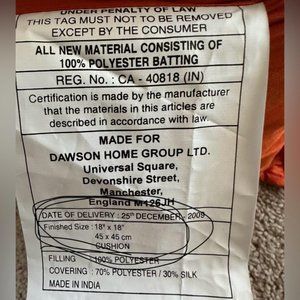 UNDER PENALTY OF LAW
THIS TAG MUST NOT TO BE REMOVED
EXCEPT BY THE CONSUMER
ALL NEW MATERIAL CONSISTING OF
100% POLYESTER BATTING
REG. No. : CA - 40818 (IN)
Certification is made by the manufacturer
that the materials in this articles are
described in accordance with law.
MADE FOR
DAWSON HOME GROUP LTD.
Universal Square,
Devonshire Street,
Manchester,
England M126JH
DATE OF DELIVERY : 25th DECEMBER- 2009
Finished Size : 18" x 18"
45 x 45 cm
CUSHION
FILLING : 100% POLYESTER
COVERING : 70% POLYESTER / 30% SILK
MADE IN INDIA